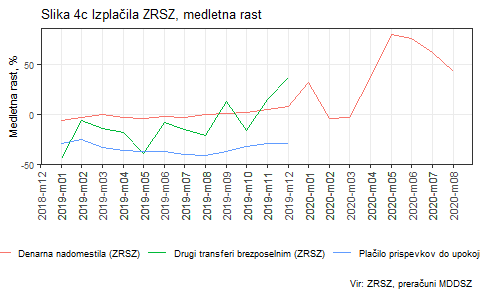 Slika 4c Izplačila ZRSZ, medletna rast
Medletna rast, %
50
0
-50
2018-m12
2019-m01
2019-m02
2019-m03
2019-m04
2019-m05
2019-m06
2019-m07
2019-m08
2019-m09
2019-m10
2019-m11
2019-m12
2020-m01
2020-m02
2020-m03
2020-m04
2020-m05
2020-m06
2020-m07
2020-m08
Denarna nadomestila (ZRSZ)
Drugi transferi brezposelnim (ZRSZ)
Plačilo prispevkov do upokoji
Vir: ZRSZ, preračuni MDDSZ